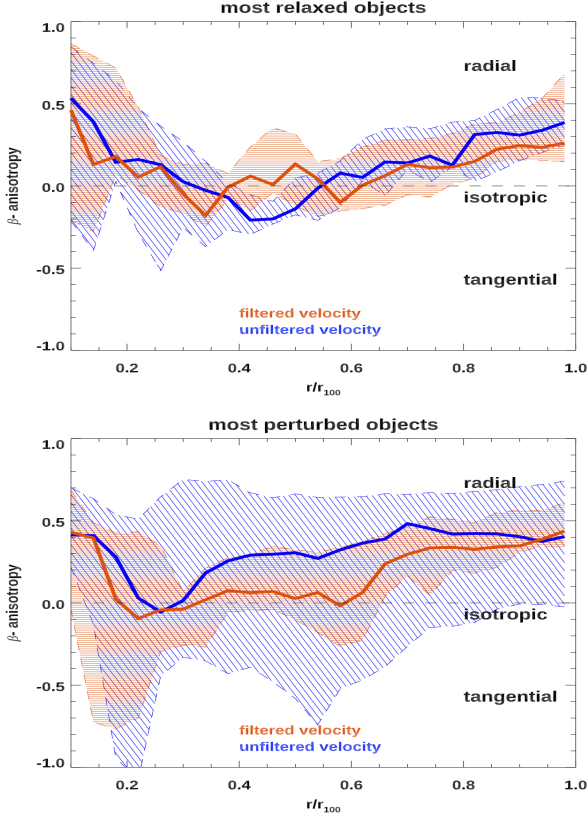 most relaxed objects
1.0
radial
0.5
β- anisotropy
0.0
isotropic
-0.5
tangential
filtered velocity
unfiltered velocity
-1.0
0.2 0.4 0.6 0.8 1.0
r/r100
most perturbed objects
1.0
radial
0.5
β- anisotropy
0.0
isotropic
-0.5
tangential
filtered velocity
unfiltered velocity
-1.0
0.2 0.4 0.6 0.8 1.0
r/r100